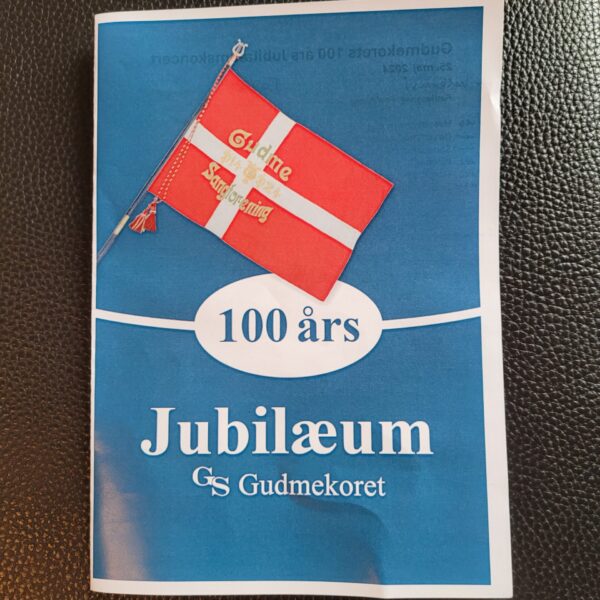 Gudme
Sangforening
100 års
Jubilæum
GS Gudmekoret